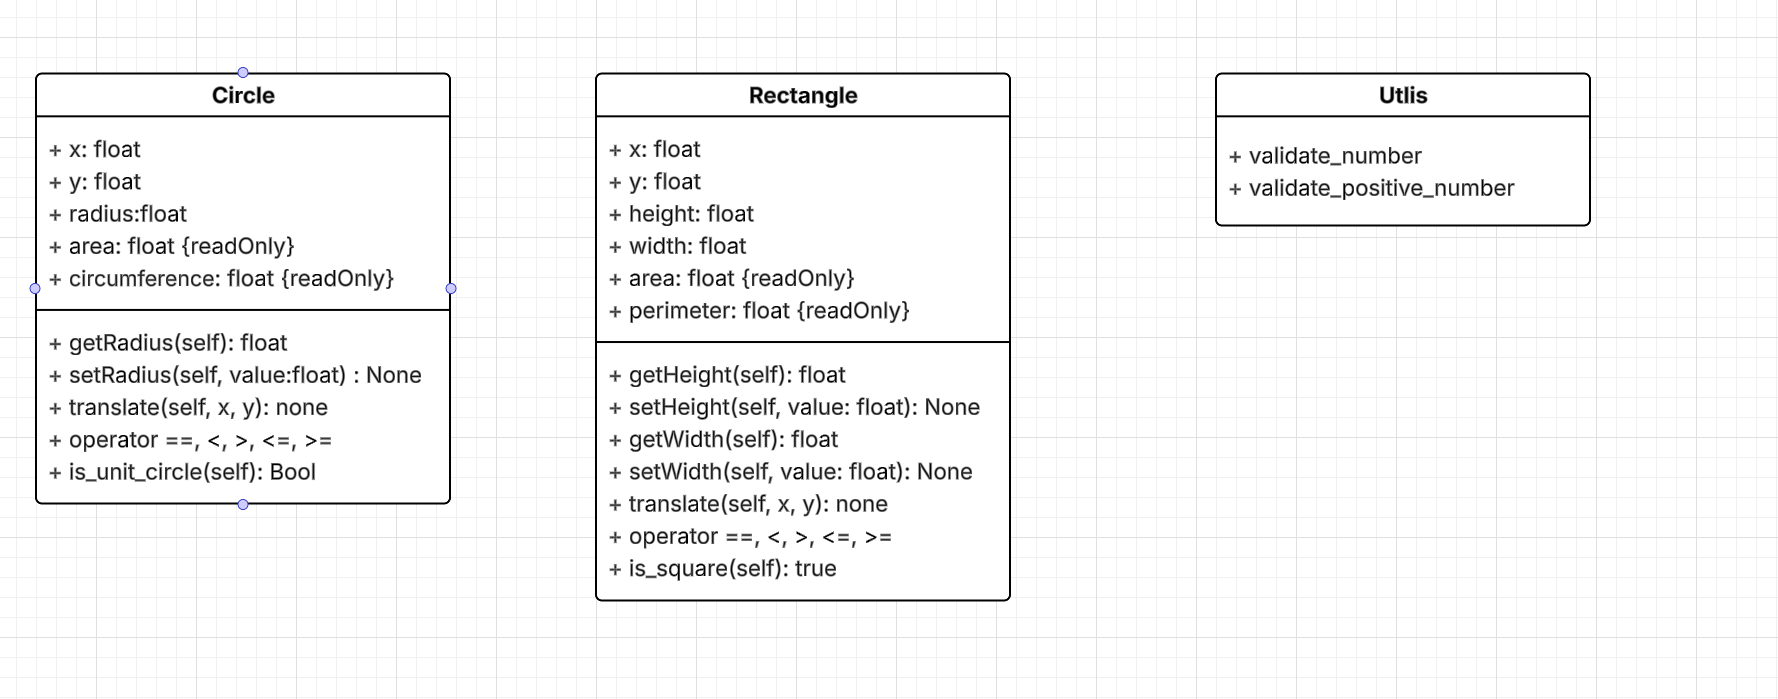 Circle
+ x: float
+ y: float
+ radius:float
+ area: float {readOnly}
+ circumference: float {readOnly}
+ getRadius(self): float
+ setRadius(self, value:float) : None
+ translate(self, x, y): none
+ operator ==, <, >, <=, >=
+ is_unit_circle(self): Bool
Rectangle
+ x: float
+ y: float
+ height: float
+ width: float
+ area: float {readOnly}
+ perimeter: float {readOnly}
+ getHeight(self): float
+ setHeight(self, value: float): None
+ getWidth(self): float
+ setWidth(self, value: float): None
+ translate(self, x, y): none
+ operator ==, <, >, <=, >=
+ is_square(self): true
Utlis
+ validate_number
+ validate_positive_number